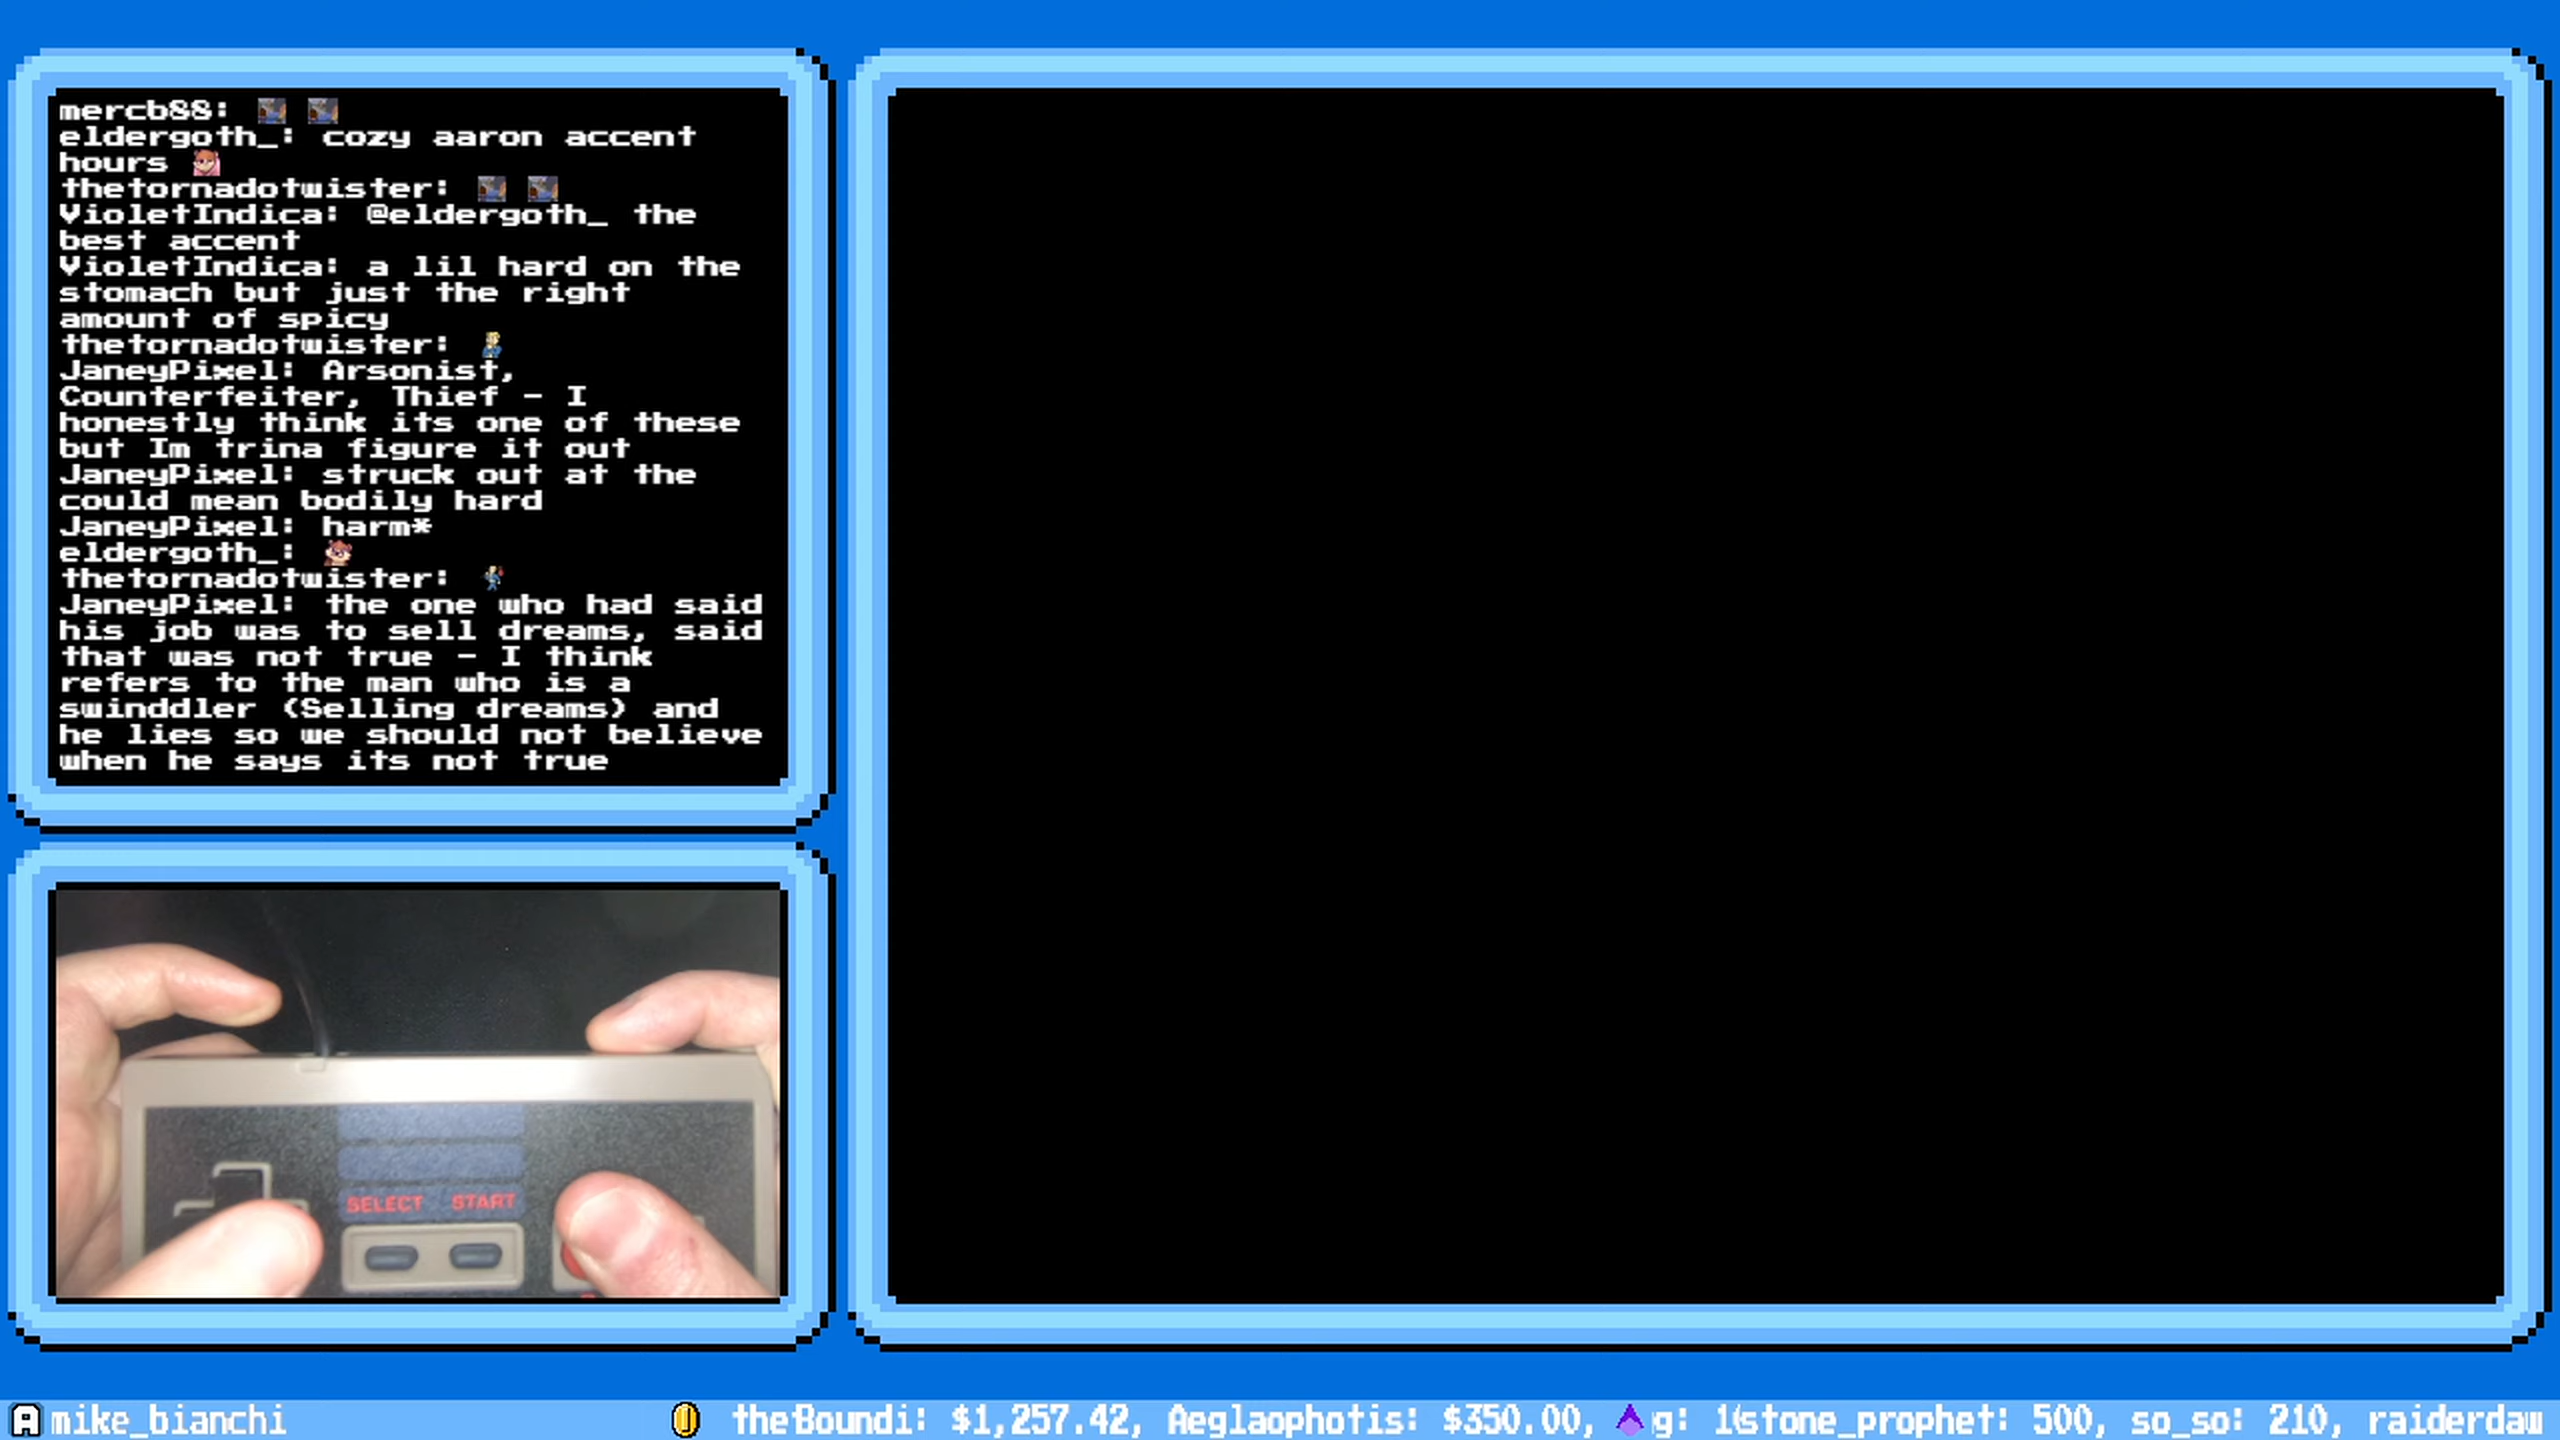 mercb88:
eldergoth_: cozy aaron accent
hours
thetornadotwister:
VioletIndica: @eldergoth_ the
best accent
VioletIndica: a lil hard on the
stomach but just the right
amount of spicy
thetornadotwister:
JaneyPixel: Arsonist,
Counterfeiter, Thief - I
honestly think its one of these
but Im trina figure it out
JaneyPixel: struck out at the
could mean bodily hard
JaneyPixel: harm*
eldergoth_:
thetornadotwister:
JaneyPixel: the one who had said
his job was to sell dreams, said
that was not true - I think
refers to the man who is a
swinddler (Selling dreams) and
he lies so we should not believe
when he says its not true
SELECT START
A mike_bianchi
theBoundi: $1,257.42, Aeglaophotis: $350.00, g: stone_prophet: 500, so_so: 210, raiderdaw